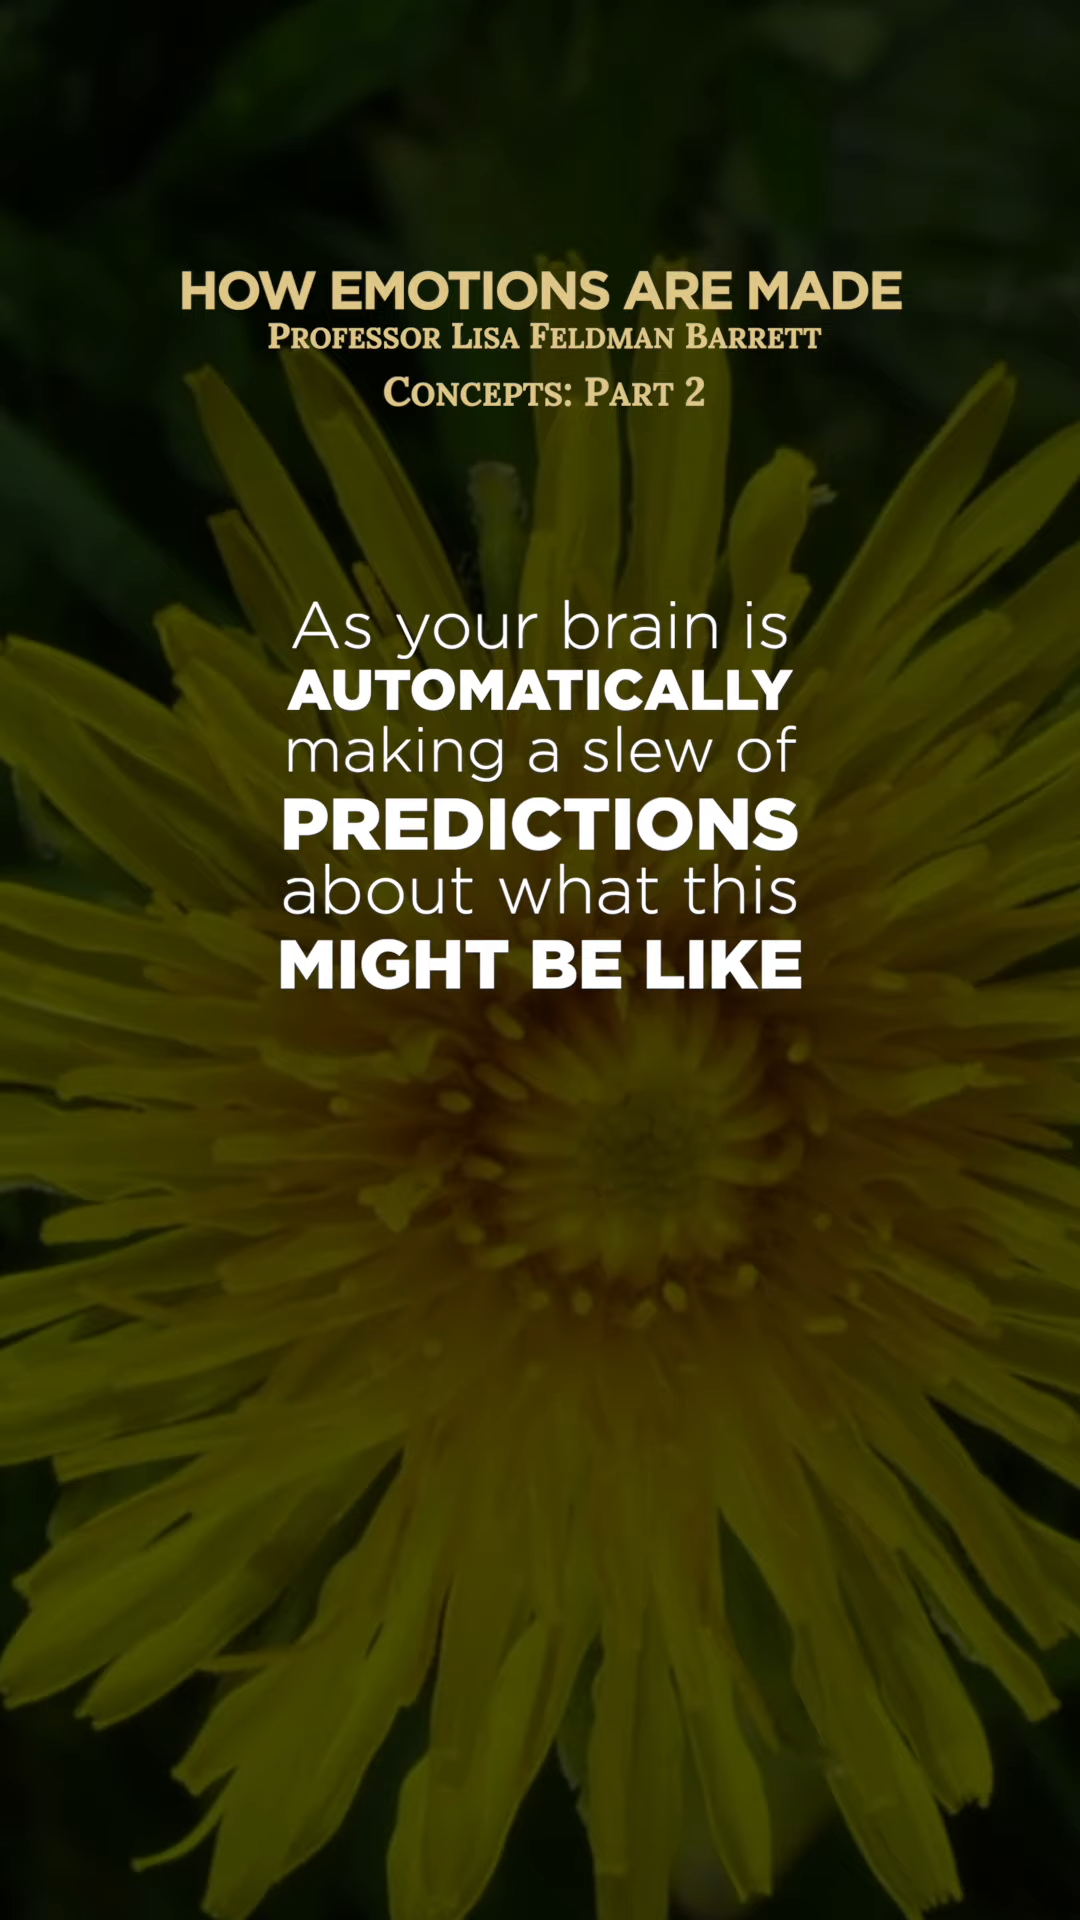 HOW EMOTIONS ARE MADE
Professor Lisa Feldman Barrett
Concepts: Part 2
As your brain is
AUTOMATICALLY
making a slew of
PREDICTIONS
about what this
MIGHT BE LIKE